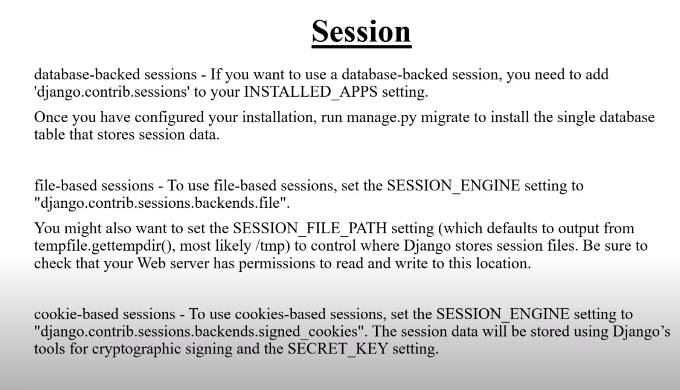 Session
database-backed sessions - If you want to use a database-backed session, you need to add
'django.contrib.sessions' to your INSTALLED_APPS setting.
Once you have configured your installation, run manage.py migrate to install the single database
table that stores session data.
file-based sessions - To use file-based sessions, set the SESSION_ENGINE setting to
"django.contrib.sessions.backends.file".
You might also want to set the SESSION_FILE_PATH setting (which defaults to output from
tempfile.gettempdir(), most likely /tmp) to control where Django stores session files. Be sure to
check that your Web server has permissions to read and write to this location.
cookie-based sessions - To use cookies-based sessions, set the SESSION_ENGINE setting to
"django.contrib.sessions.backends.signed_cookies". The session data will be stored using Django’s
tools for cryptographic signing and the SECRET_KEY setting.